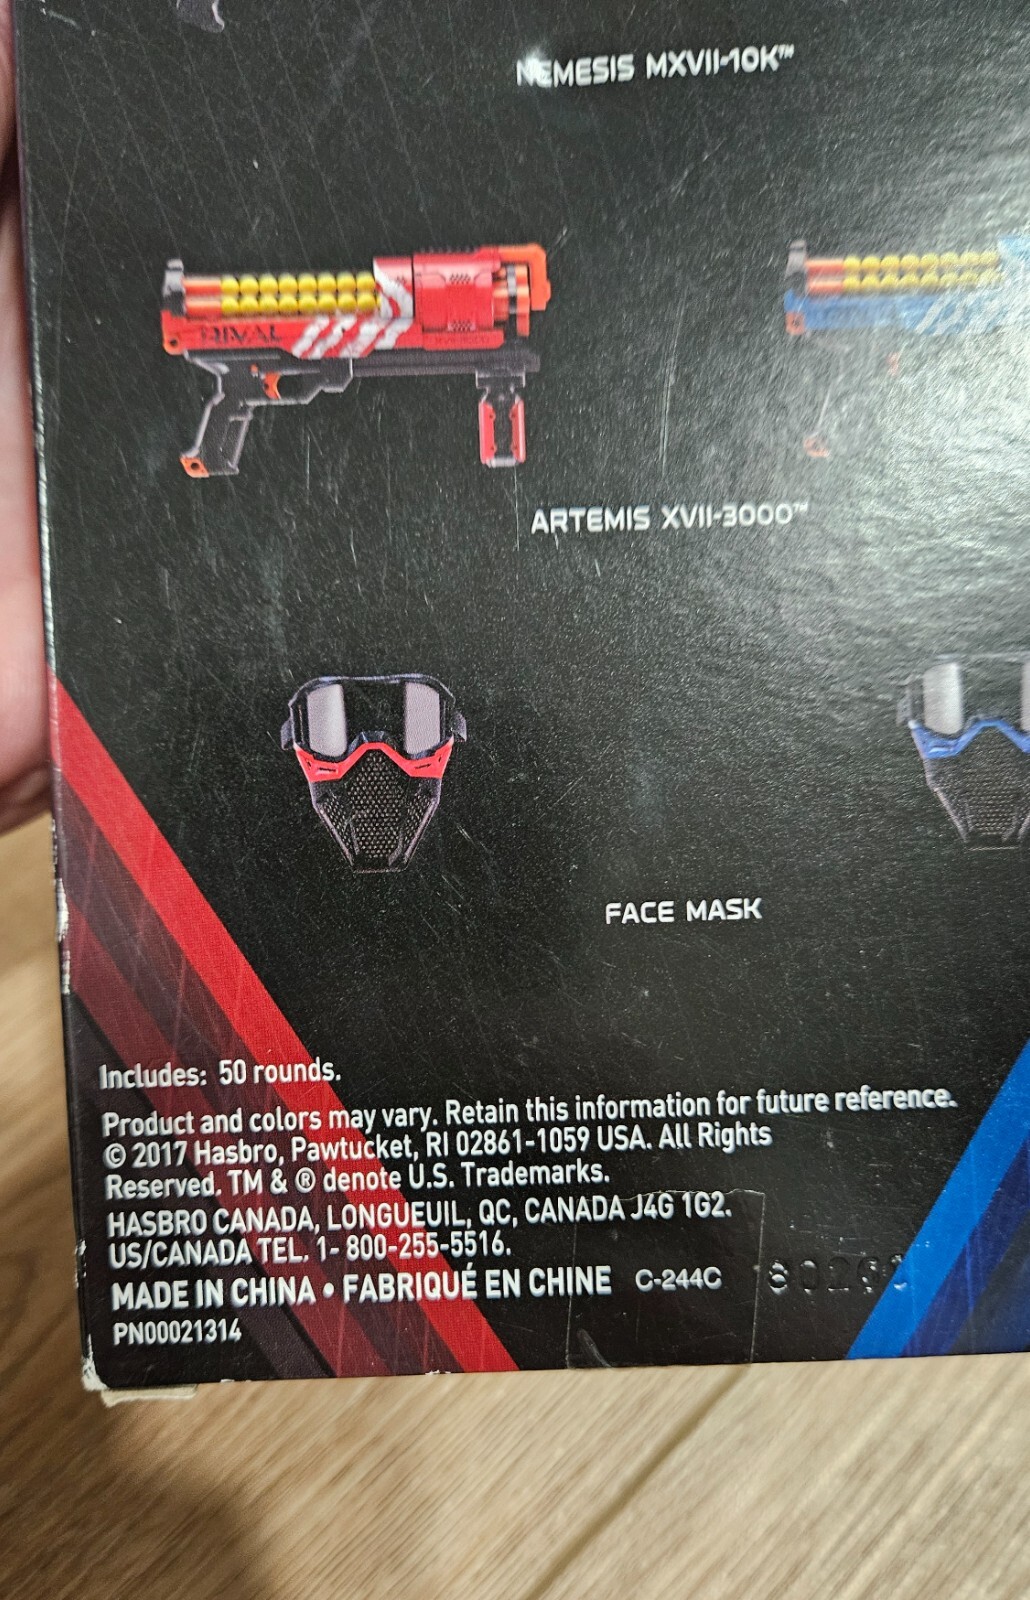 NEMESIS MXVII-10K™
RIVAL
ARTEMIS XVII-3000™
FACE MASK
Includes: 50 rounds.
Product and colors may vary. Retain this information for future reference.
© 2017 Hasbro, Pawtucket, RI 02861-1059 USA. All Rights
Reserved. TM & ® denote U.S. Trademarks.
HASBRO CANADA, LONGUEUIL, QC, CANADA J4G 1G2.
US/CANADA TEL. 1- 800-255-5516.
MADE IN CHINA • FABRIQUÉ EN CHINE C-244C
PN00021314